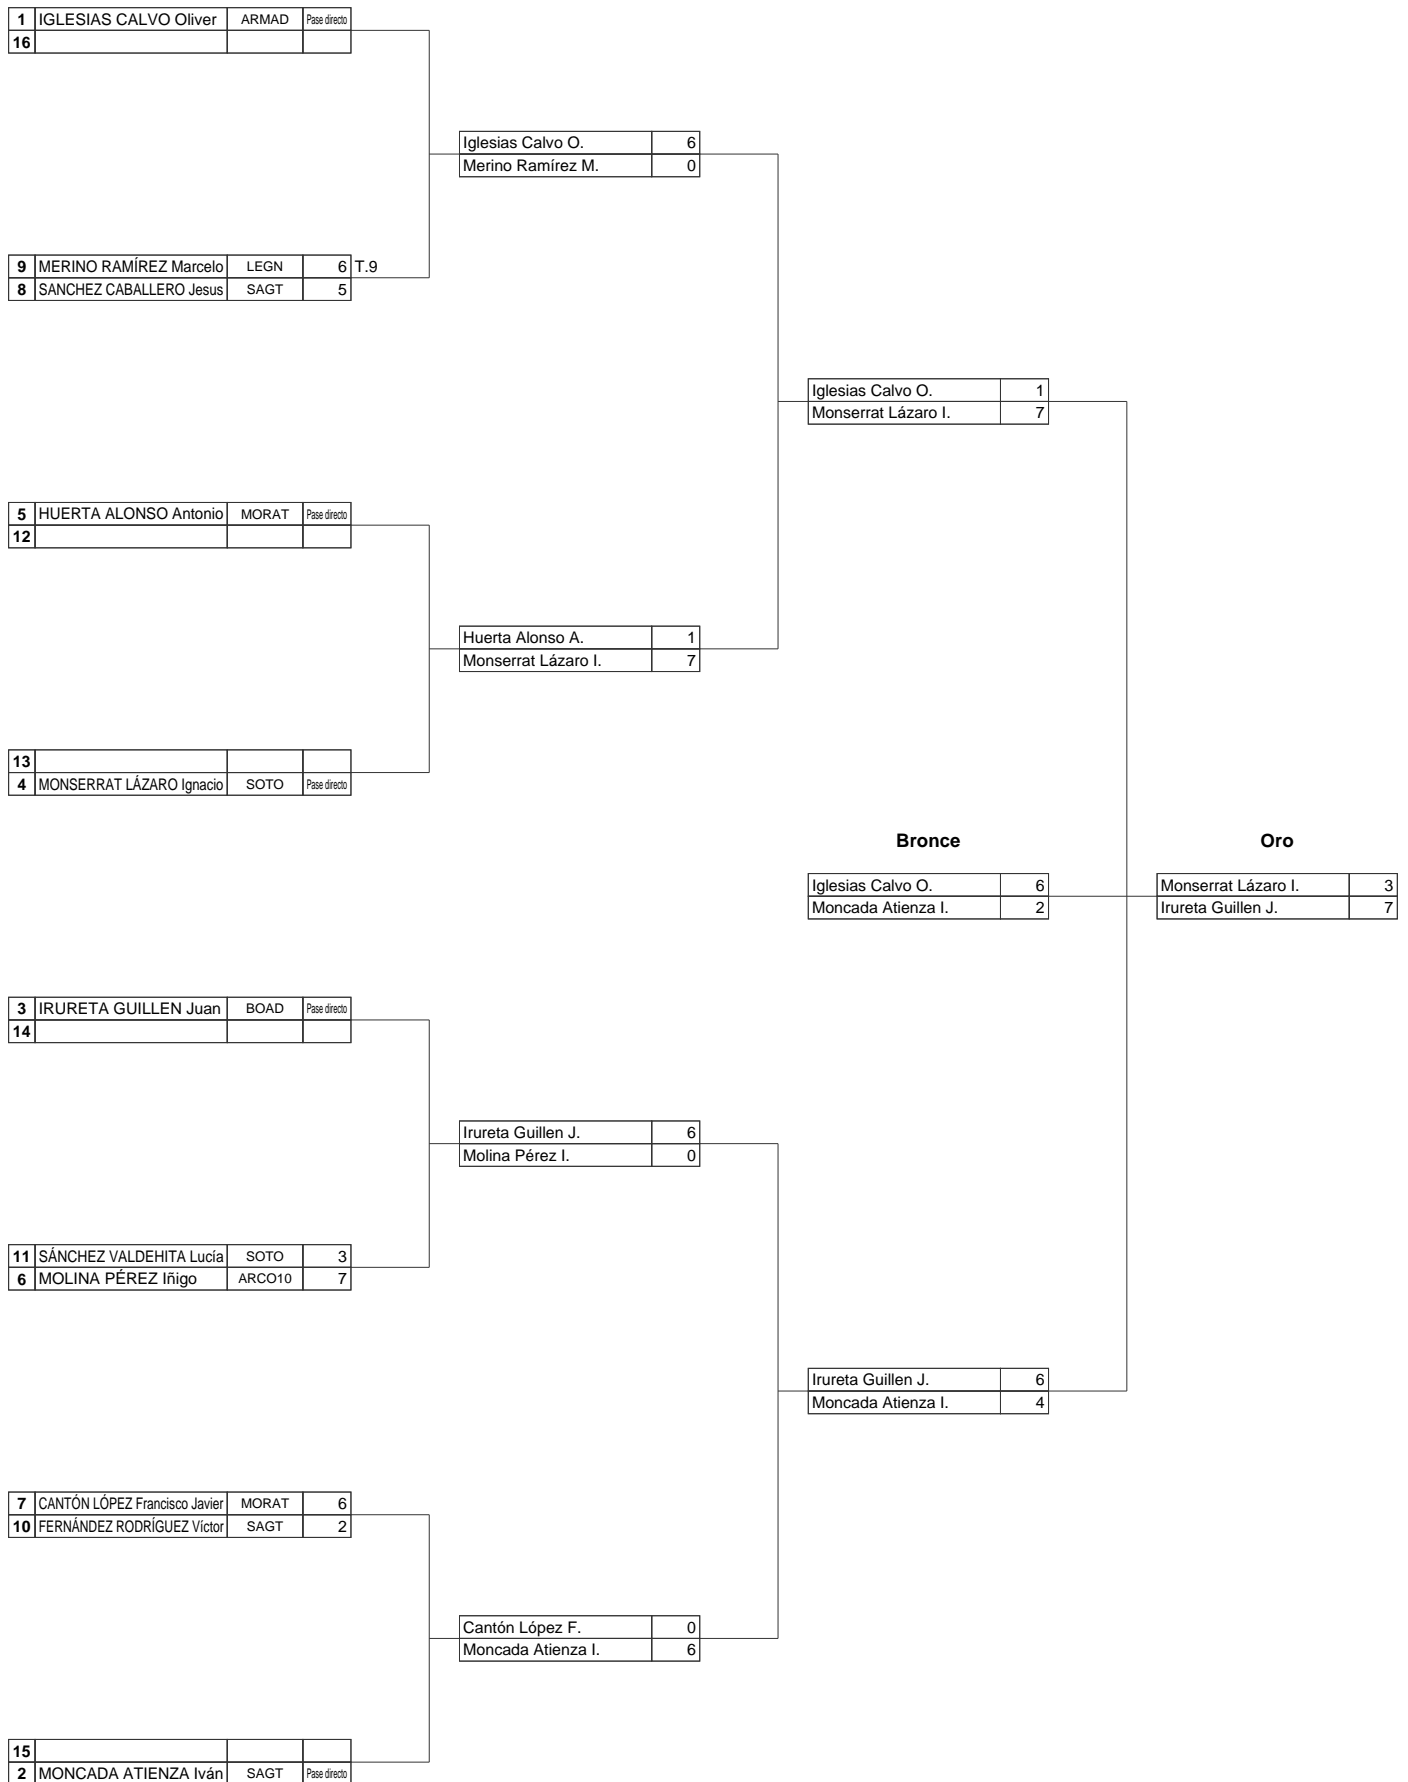 1 IGLESIAS CALVO Oliver ARMAD Pase directo
16
Iglesias Calvo O. 6
Merino Ramírez M. 0
9 MERINO RAMÍREZ Marcelo LEGN 6 T.9
8 SANCHEZ CABALLERO Jesus SAGT 5
Iglesias Calvo O. 1
Monserrat Lázaro I. 7
5 HUERTA ALONSO Antonio MORAT Pase directo
12
Huerta Alonso A. 1
Monserrat Lázaro I. 7
13
4 MONSERRAT LÁZARO Ignacio SOTO Pase directo
Bronce Oro
Iglesias Calvo O. 6 Monserrat Lázaro I. 3
Moncada Atienza I. 2 Irureta Guillen J. 7
3 IRURETA GUILLEN Juan BOAD Pase directo
14
Irureta Guillen J. 6
Molina Pérez I. 0
11 SÁNCHEZ VALDEHITA Lucía SOTO 3
6 MOLINA PÉREZ Iñigo ARCO10 7
Irureta Guillen J. 6
Moncada Atienza I. 4
7 CANTÓN LÓPEZ Francisco Javier MORAT 6
10 FERNÁNDEZ RODRÍGUEZ Víctor SAGT 2
Cantón López F. 0
Moncada Atienza I. 6
15
2 MONCADA ATIENZA Iván SAGT Pase directo